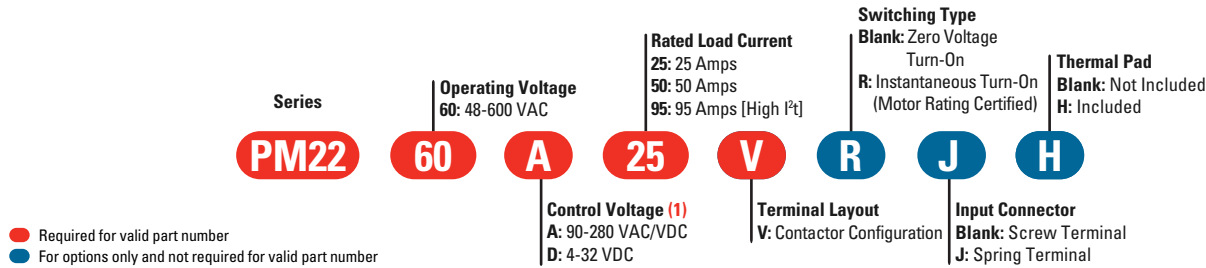 Series
Operating Voltage
60: 48-600 VAC
Rated Load Current
25: 25 Amps
50: 50 Amps
95: 95 Amps [High I²t]
Switching Type
Blank: Zero Voltage
Turn-On
R: Instantaneous Turn-On
(Motor Rating Certified)
Thermal Pad
Blank: Not Included
H: Included
PM22 60 A 25 V R J H
Control Voltage (1)
A: 90-280 VAC/VDC
D: 4-32 VDC
Terminal Layout
V: Contactor Configuration
Input Connector
Blank: Screw Terminal
J: Spring Terminal
Required for valid part number
For options only and not required for valid part number